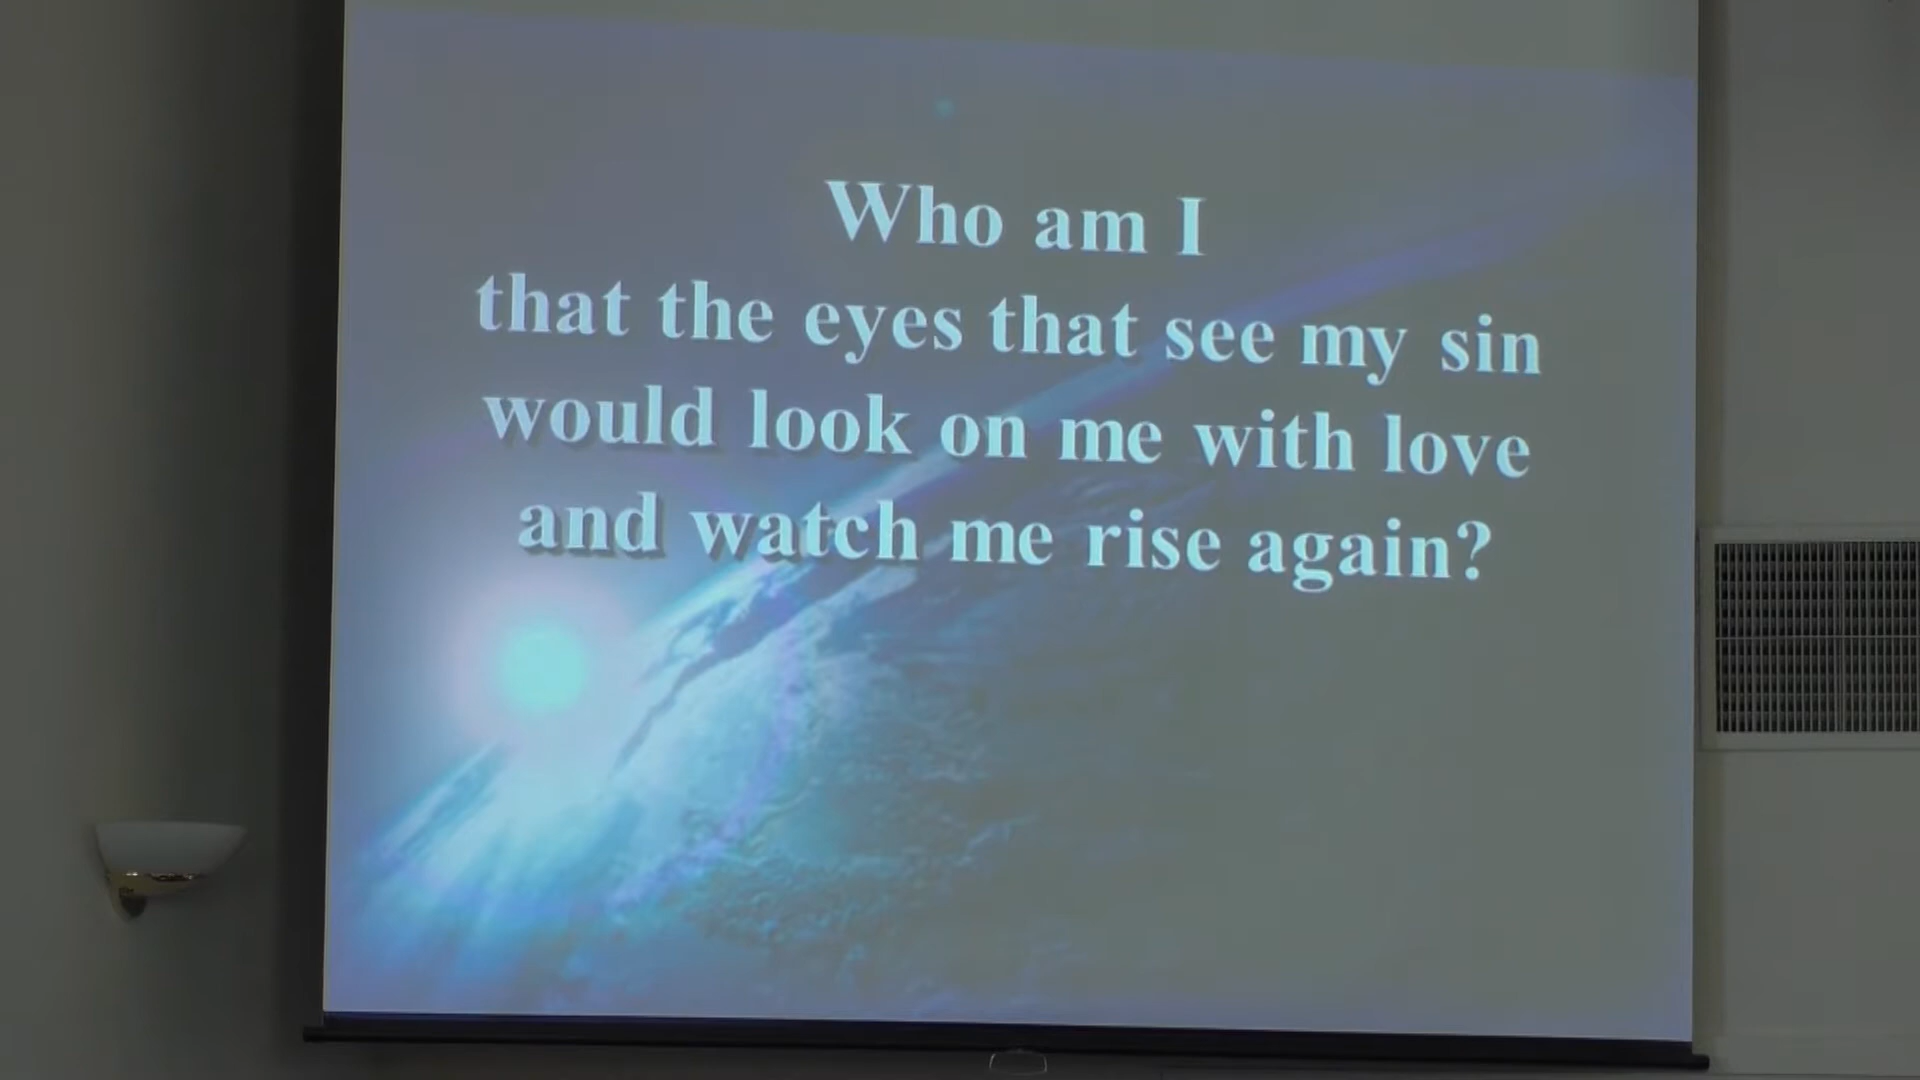 Who am I
that the eyes that see my sin
would look on me with love
and watch me rise again?